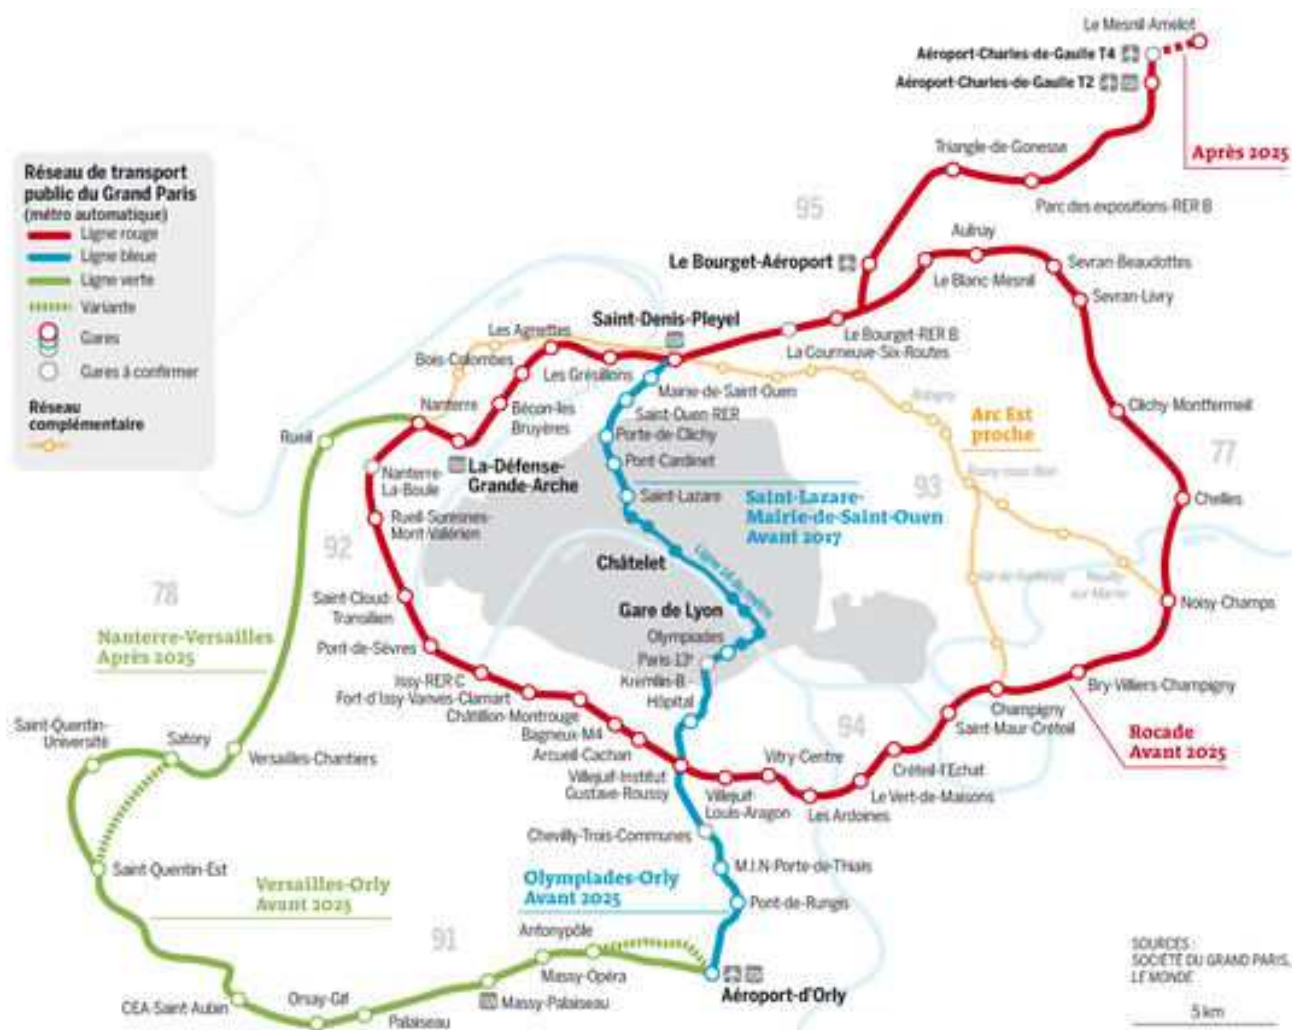 Le Mesnil-Amelot
Aéroport-Charles-de-Gaulle T4
Aéroport-Charles-de-Gaulle T2
Après 2025
Triangle-de-Gonesse
Parc des expositions-RER B
Réseau de transport
public du Grand Paris
(métro automatique)
Ligne rouge
Ligne bleue
Ligne verte
Variante
Gares
Gares à confirmer
Réseau
complémentaire
95
Aulnay
Le Bourget-Aéroport
Sevran-Beaudottes
Le Blanc-Mesnil
Sevran-Livry
Saint-Denis-Pleyel
Le Bourget-RER B
La Courneuve-Six-Routes
Les Agnettes
Bois-Colombes
Les Grésillons
Mairie-de-Saint-Ouen
Nanterre
Bécon-les
Bruyères
Saint-Ouen-RER
Porte-de-Clichy
Pont-Cardinet
Saint-Lazare
Bobigny
Arc Est
proche
Clichy-Montfermeil
77
Rueil
Nanterre-
La-Boule
La-Défense-
Grande-Arche
93
Chelles
Saint-Lazare-
Mairie-de-Saint-Ouen
Avant 2017
Rueil-Suresnes-
Mont-Valérien
92
Châtelet
Ligne 14 du métro
78
Saint-Cloud-
Transilien
Gare de Lyon
Noisy-Champs
Nanterre-Versailles
Après 2025
Pont-de-Sèvres
Olympiades
Paris-13e
Kremlin-B.-
Hôpital
Issy-RER C
Fort-d'Issy-Vanves-Clamart
Châtillon-Montrouge
Bagneux-M4
Arcueil-Cachan
Bry-Villiers-Champigny
Champigny
Saint-Maur-Créteil
94
Rocade
Avant 2025
Saint-Quentin-
Université
Satory
Versailles-Chantiers
Villejuif-Institut
Gustave-Roussy
Vitry Centre
Créteil-l'Echat
Villejuif-
Louis-Aragon
Le Vert-de-Maisons
Les Ardoines
Chevilly-Trois-Communes
Saint-Quentin-Est
M.I.N-Porte-de-Thiais
Versailles-Orly
Avant 2025
Olympiades-Orly
Avant 2025
Pont-de-Rungis
91
Antonypôle
Massy-Opéra
Massy-Palaiseau
Aéroport-d'Orly
CEA-Saint Aubin
Orsay-Gif
Palaiseau
SOURCES :
SOCIÉTÉ DU GRAND PARIS,
LE MONDE
5 km